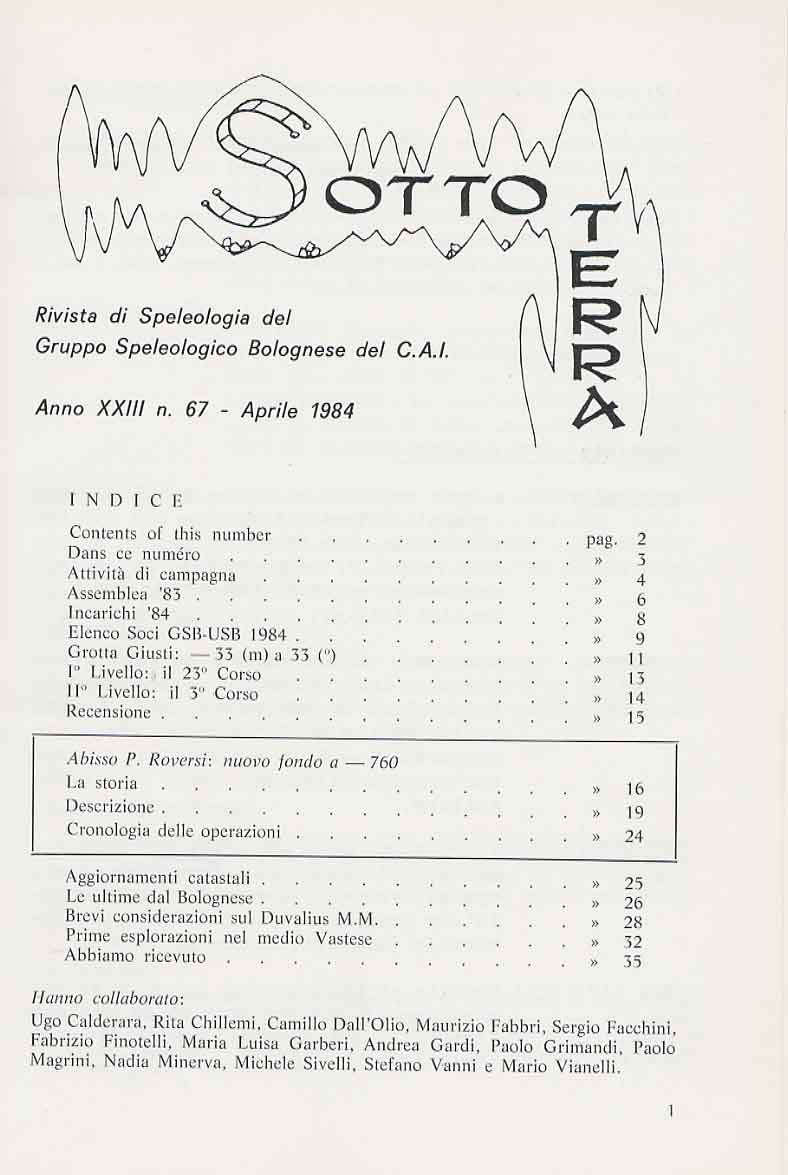 SOTTO
TERRA
Rivista di Speleologia del
Gruppo Speleologico Bolognese del C.A.I.
Anno XXIII n. 67 - Aprile 1984
INDICE
Contents of this number . . . . . . . . . pag. 2
Dans ce numéro . . . . . . . . . . . » 3
Attività di campagna . . . . . . . . . . » 4
Assemblea '83 . . . . . . . . . . . . » 6
Incarichi '84 . . . . . . . . . . . . » 8
Elenco Soci GSB-USB 1984 . . . . . . . . . » 9
Grotta Giusti: — 33 (m) a 33 (°) . . . . . . . » 11
I° Livello: il 23° Corso . . . . . . . . . » 13
II° Livello: il 3° Corso . . . . . . . . . » 14
Recensione . . . . . . . . . . . . . » 15
Abisso P. Roversi: nuovo fondo a — 760
La storia . . . . . . . . . . . . . » 16
Descrizione . . . . . . . . . . . . . » 19
Cronologia delle operazioni . . . . . . . . . » 24
Aggiornamenti catastali . . . . . . . . . . » 25
Le ultime dal Bolognese . . . . . . . . . . » 26
Brevi considerazioni sul Duvalius M.M. . . . . . . » 28
Prime esplorazioni nel medio Vastese . . . . . . » 32
Abbiamo ricevuto . . . . . . . . . . . » 35
Hanno collaborato:
Ugo Calderara, Rita Chillemi, Camillo Dall'Olio, Maurizio Fabbri, Sergio Facchini,
Fabrizio Finotelli, Maria Luisa Garberi, Andrea Gardi, Paolo Grimandi, Paolo
Magrini, Nadia Minerva, Michele Sivelli, Stefano Vanni e Mario Vianelli.
1